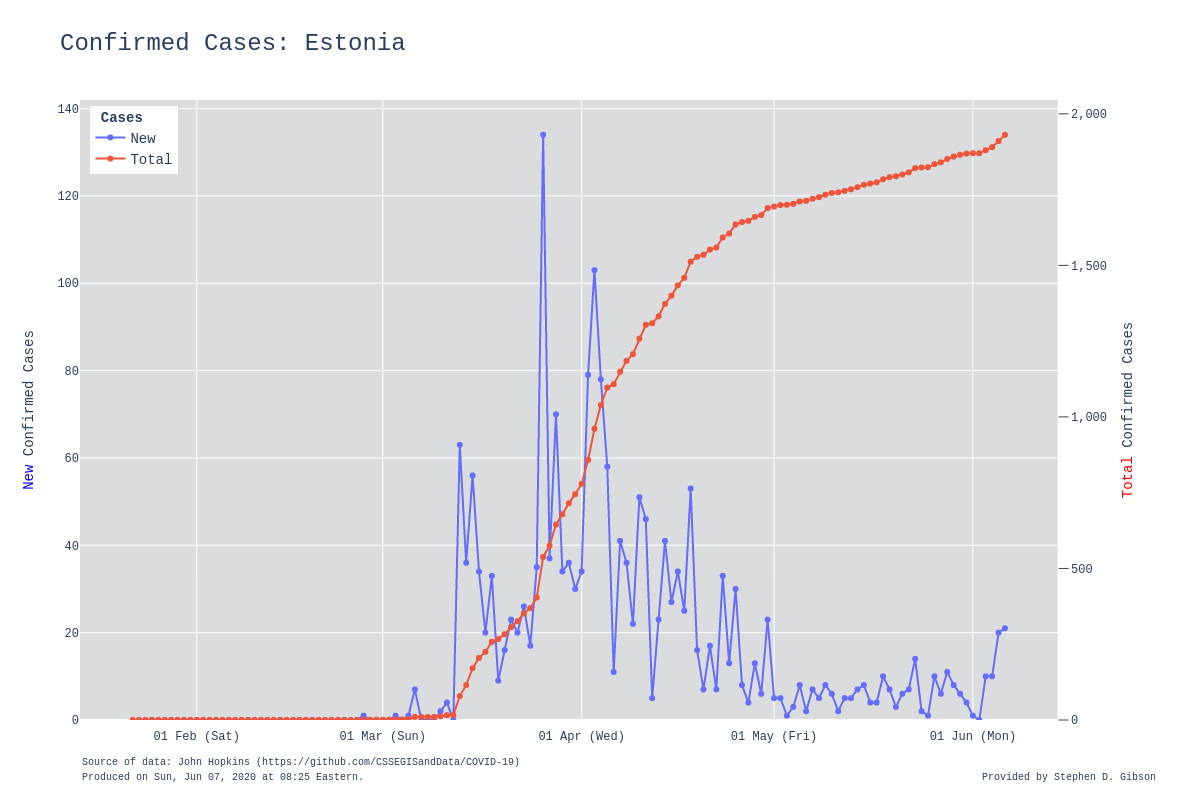 Confirmed Cases: Estonia
Cases
New
Total
140
120
100
80
60
40
20
0
2,000
1,500
1,000
500
0
New Confirmed Cases
Total Confirmed Cases
01 Feb (Sat)
01 Mar (Sun)
01 Apr (Wed)
01 May (Fri)
01 Jun (Mon)
Source of data: John Hopkins (https://github.com/CSSEGISandData/COVID-19)
Produced on Sun, Jun 07, 2020 at 08:25 Eastern.
Provided by Stephen D. Gibson